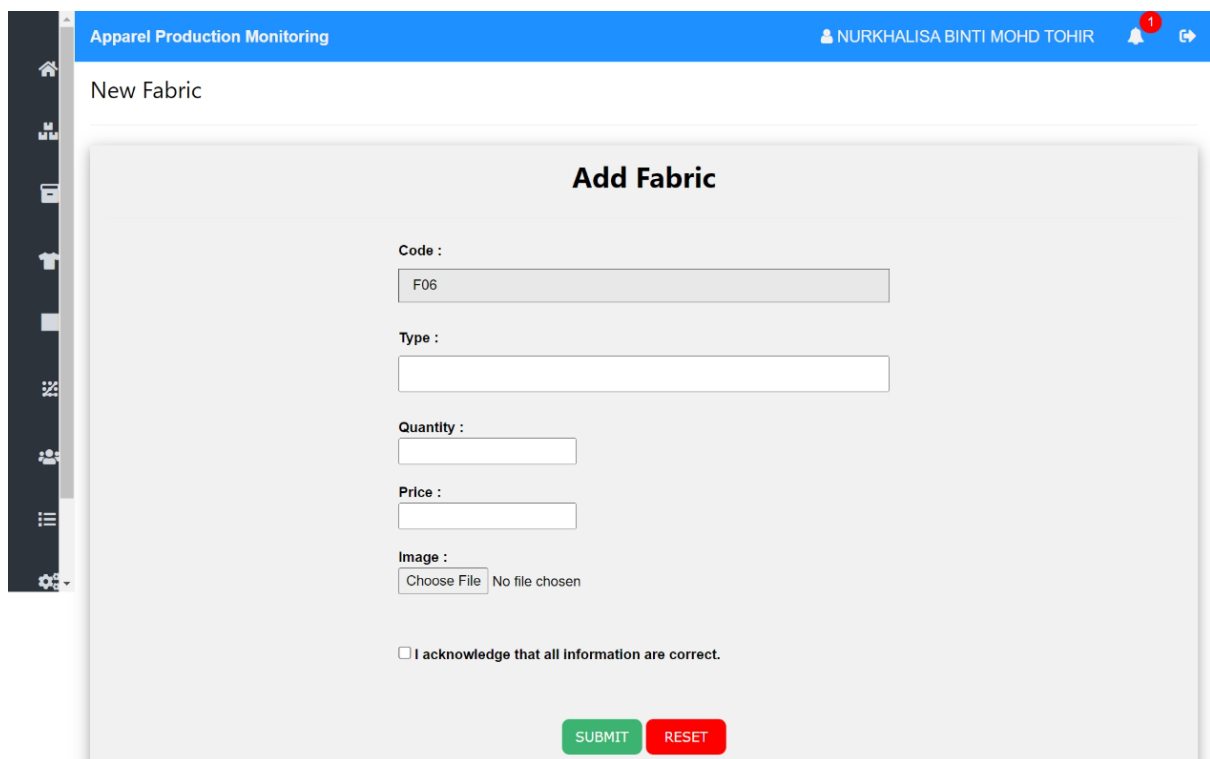 Apparel Production Monitoring
NURKHALISA BINTI MOHD TOHIR
1
New Fabric
Add Fabric
Code :
F06
Type :
Quantity :
Price :
Image :
Choose File No file chosen
I acknowledge that all information are correct.
SUBMIT
RESET